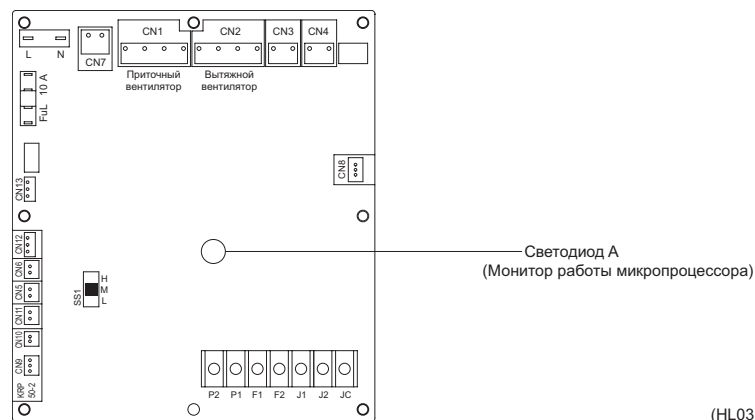 CN1
CN2
CN3
CN4
L N
CN7
Приточный
вентилятор
Вытяжной
вентилятор
10 A
FuL
CN8
CN13
CN12
CN6
CN5
CN11
CN10
CN9
KRP
50-2
SS1
H
M
L
Светодиод А
(Монитор работы микропроцессора)
P2 P1 F1 F2 J1 J2 JC
(HL03